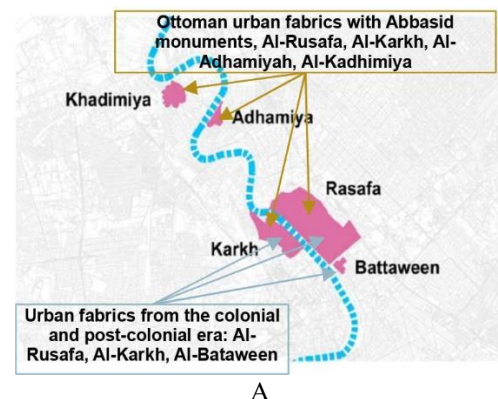 Ottoman urban fabrics with Abbasid
monuments, Al-Rusafa, Al-Karkh, Al-
Adhamiyah, Al-Kadhimiya
Khadimiya
Adhamiya
Rasafa
Karkh
Battaween
Urban fabrics from the colonial
and post-colonial era: Al-
Rusafa, Al-Karkh, Al-Bataween
A